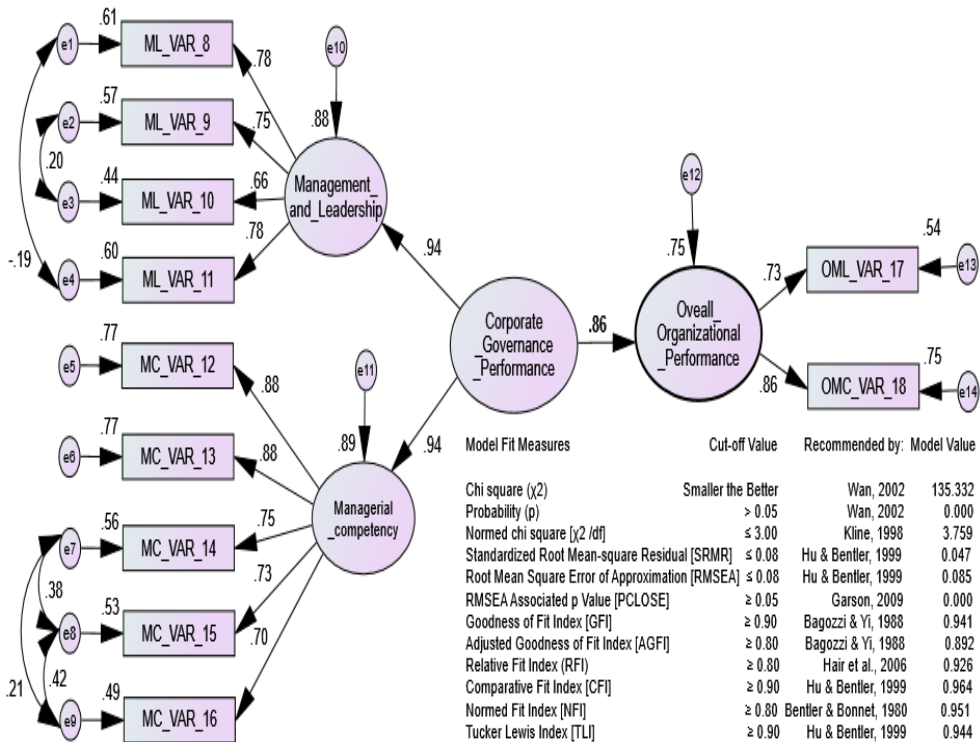 e1
.61
ML_VAR_8
.78
e2
.57
ML_VAR_9
.75
.20
e3
.44
ML_VAR_10
.66
-.19
e4
.60
ML_VAR_11
.78
e10
.88
Management_
and_Leadership
.94
e5
.77
MC_VAR_12
.88
e6
.77
MC_VAR_13
.88
e7
.56
MC_VAR_14
.75
.38
e8
.53
MC_VAR_15
.73
.21
.42
e9
.49
MC_VAR_16
.70
e11
.89
Managerial
_competency
.94
Corporate
_Governance
_Performance
.86
e12
.75
Oveall_
Organizational
_Performance
.73
.54
OML_VAR_17
e13
.86
.75
OMC_VAR_18
e14
Model Fit Measures Cut-off Value Recommended by: Model Value
Chi square (χ2) Smaller the Better Wan, 2002 135.332
Probability (p) > 0.05 Wan, 2002 0.000
Normed chi square [χ2 /df] ≤ 3.00 Kline, 1998 3.759
Standardized Root Mean-square Residual [SRMR] ≤ 0.08 Hu & Bentler, 1999 0.047
Root Mean Square Error of Approximation [RMSEA] ≤ 0.08 Hu & Bentler, 1999 0.085
RMSEA Associated p Value [PCLOSE] ≥ 0.05 Garson, 2009 0.000
Goodness of Fit Index [GFI] ≥ 0.90 Bagozzi & Yi, 1988 0.941
Adjusted Goodness of Fit Index [AGFI] ≥ 0.80 Bagozzi & Yi, 1988 0.892
Relative Fit Index (RFI) ≥ 0.80 Hair et al., 2006 0.926
Comparative Fit Index [CFI] ≥ 0.90 Hu & Bentler, 1999 0.964
Normed Fit Index [NFI] ≥ 0.80 Bentler & Bonnet, 1980 0.951
Tucker Lewis Index [TLI] ≥ 0.90 Hu & Bentler, 1999 0.944